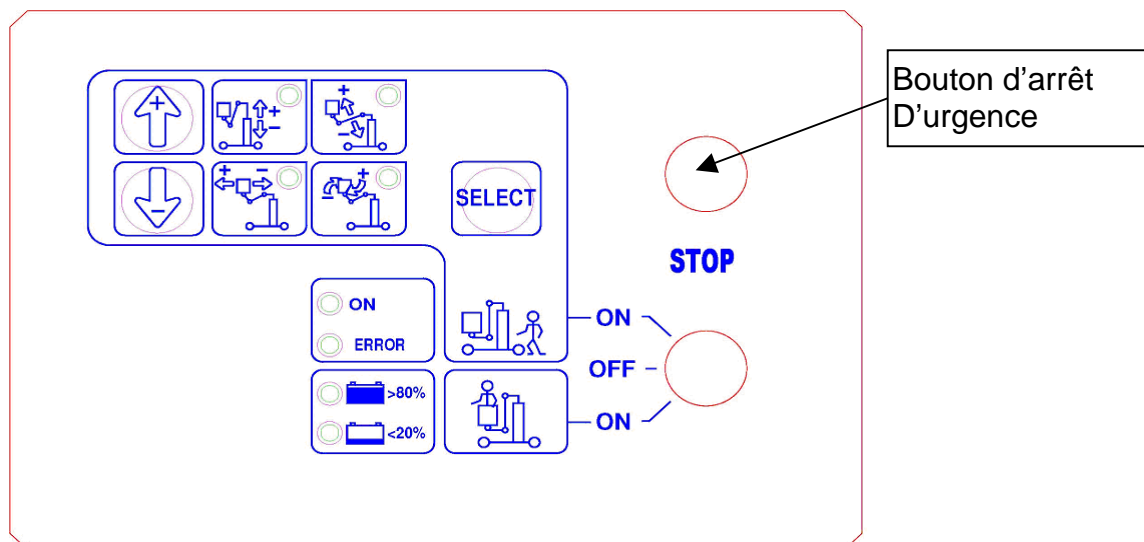 Bouton d'arrêt
D'urgence
+
+
+
−
−
SELECT
−
+ −
+
−
STOP
ON
ERROR
ON
OFF
>80%
<20%
ON